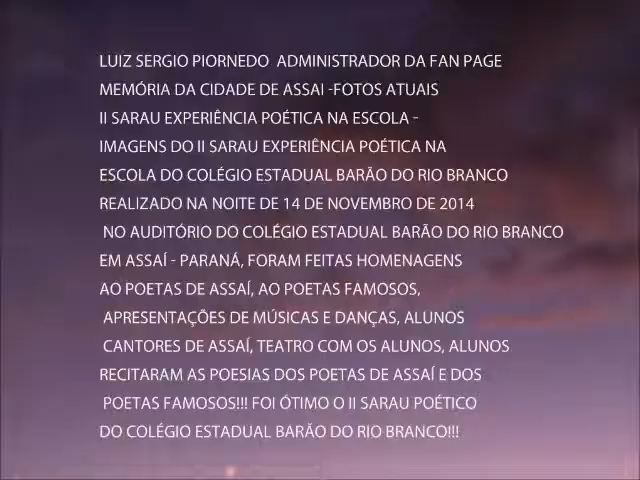 LUIZ SERGIO PIORNEDO ADMINISTRADOR DA FAN PAGE
MEMÓRIA DA CIDADE DE ASSAI -FOTOS ATUAIS
II SARAU EXPERIÊNCIA POÉTICA NA ESCOLA -
IMAGENS DO II SARAU EXPERIÊNCIA POÉTICA NA
ESCOLA DO COLÉGIO ESTADUAL BARÃO DO RIO BRANCO
REALIZADO NA NOITE DE 14 DE NOVEMBRO DE 2014
NO AUDITÓRIO DO COLÉGIO ESTADUAL BARÃO DO RIO BRANCO
EM ASSAÍ - PARANÁ, FORAM FEITAS HOMENAGENS
AO POETAS DE ASSAÍ, AO POETAS FAMOSOS,
APRESENTAÇÕES DE MÚSICAS E DANÇAS, ALUNOS
CANTORES DE ASSAÍ, TEATRO COM OS ALUNOS, ALUNOS
RECITARAM AS POESIAS DOS POETAS DE ASSAÍ E DOS
POETAS FAMOSOS!!! FOI ÓTIMO O II SARAU POÉTICO
DO COLÉGIO ESTADUAL BARÃO DO RIO BRANCO!!!